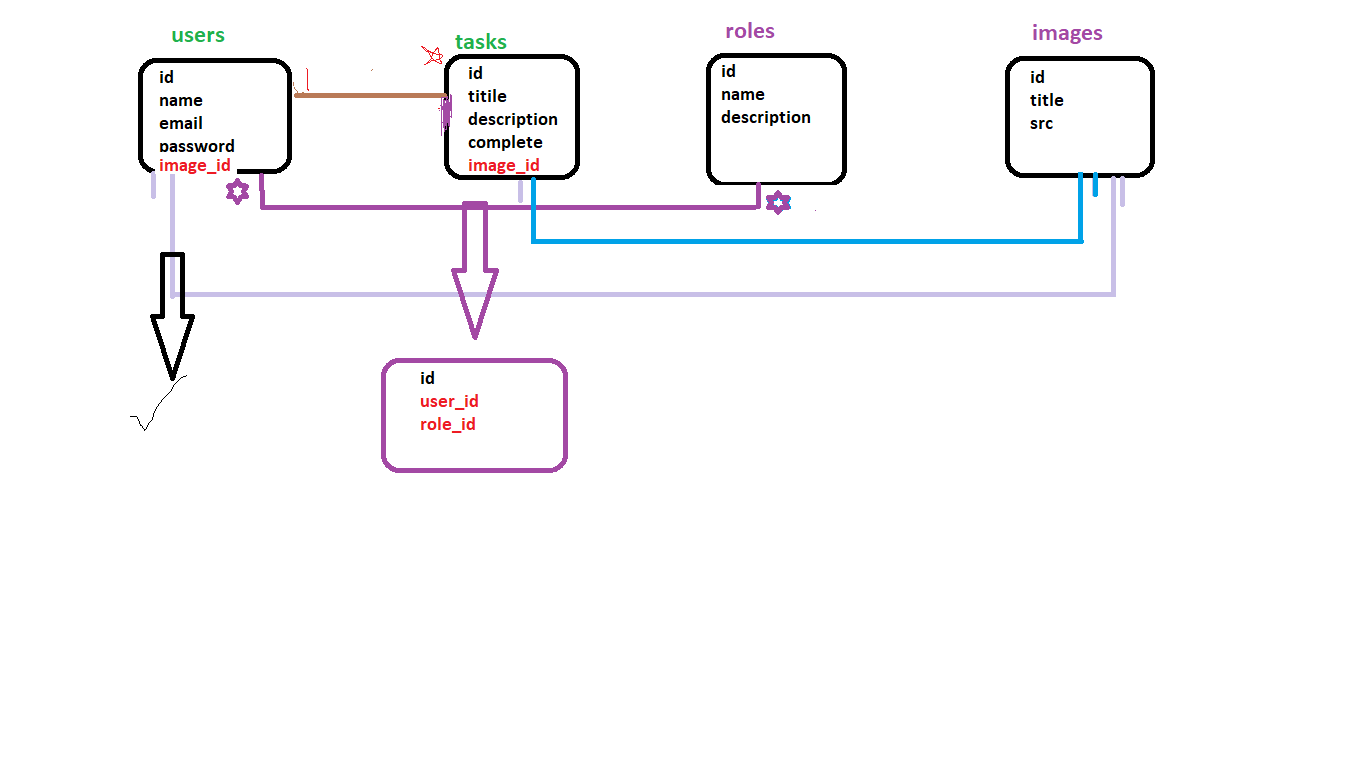 users
id
name
email
password
image_id
tasks
id
titile
description
complete
image_id
roles
id
name
description
images
id
title
src
id
user_id
role_id